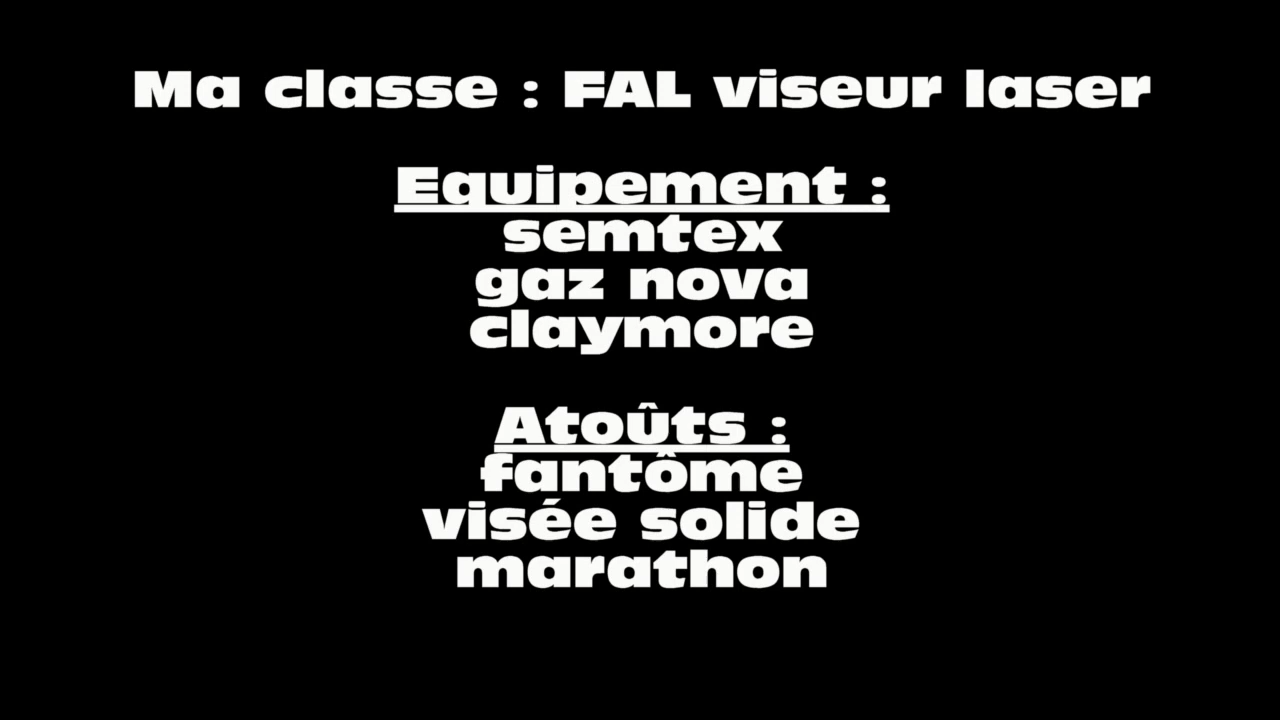 Ma classe : FAL viseur laser
Equipement :
semtex
gaz nova
claymore
Atoûts :
fantôme
visée solide
marathon